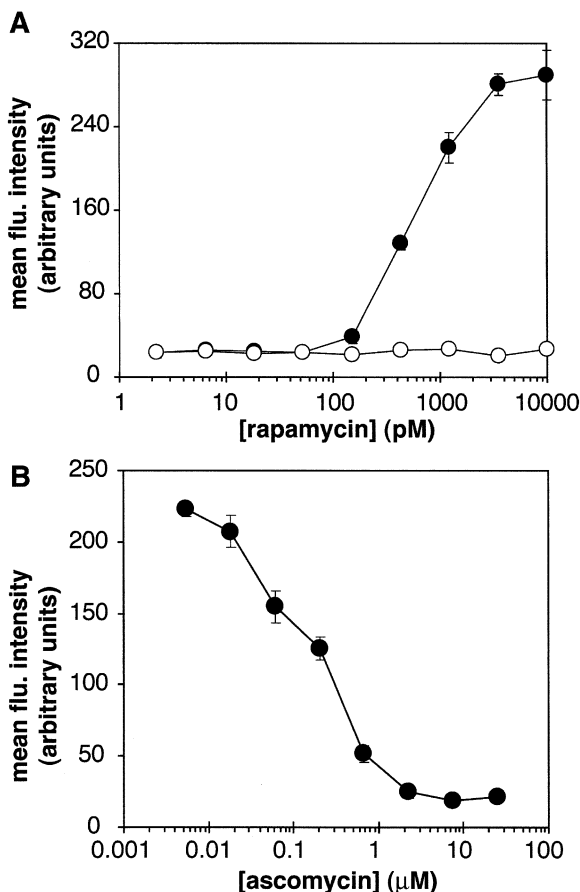 A
320
240
160
80
0
mean flu. intensity
(arbitrary units)
1 10 100 1000 10000
[rapamycin] (pM)
B
250
200
150
100
50
0
mean flu. intensity
(arbitrary units)
0.001 0.01 0.1 1 10 100
[ascomycin] (μM)